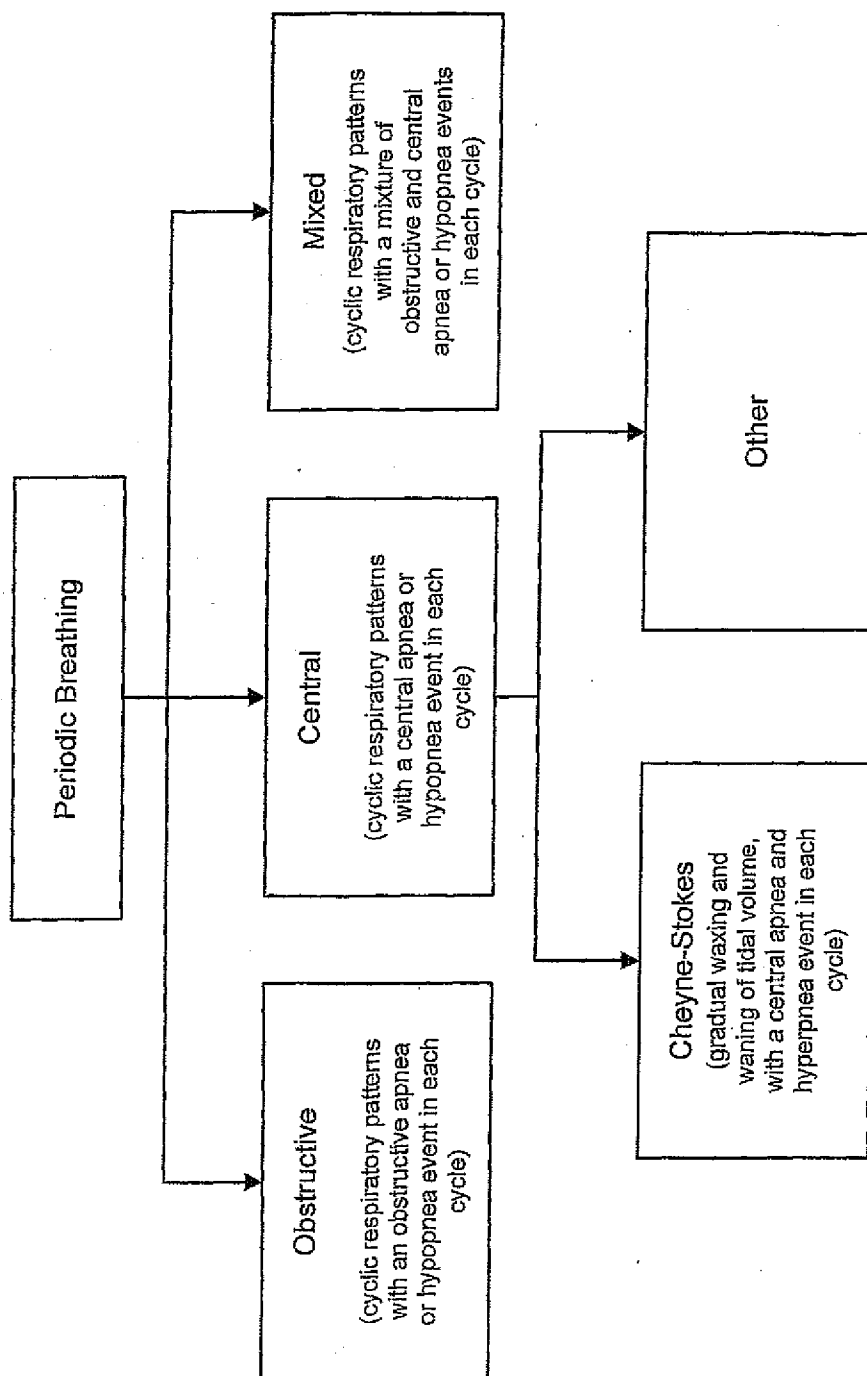 Periodic Breathing
Obstructive
(cyclic respiratory patterns
with an obstructive apnea
or hypopnea event in each
cycle)
Central
(cyclic respiratory patterns
with a central apnea or
hypopnea event in each
cycle)
Mixed
(cyclic respiratory patterns
with a mixture of
obstructive and central
apnea or hypopnea events
in each cycle)
Cheyne-Stokes
(gradual waxing and
waning of tidal volume,
with a central apnea and
hyperpnea event in each
cycle)
Other